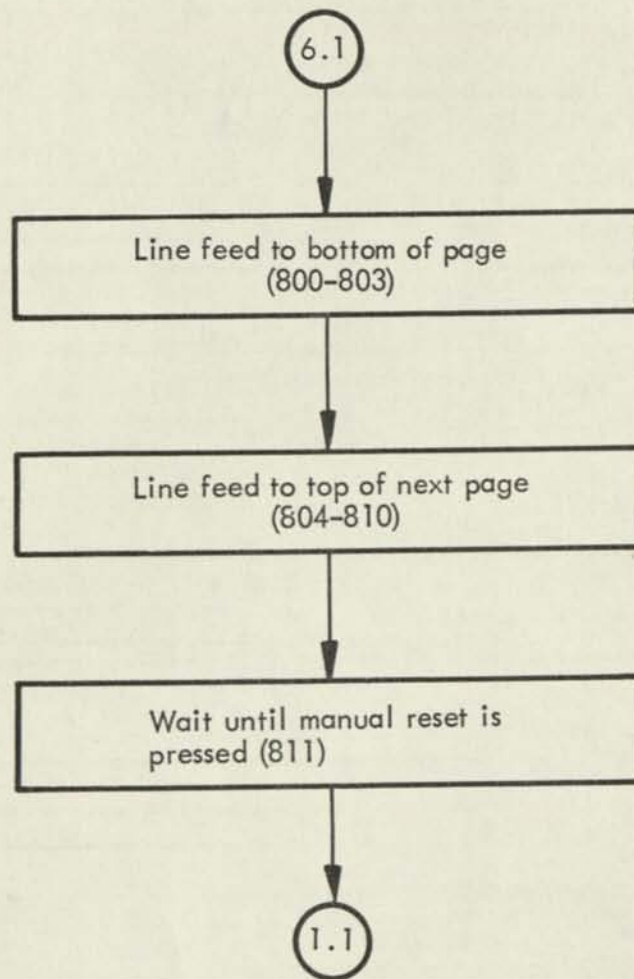 6.1
Line feed to bottom of page
(800-803)
Line feed to top of next page
(804-810)
Wait until manual reset is
pressed (811)
1.1